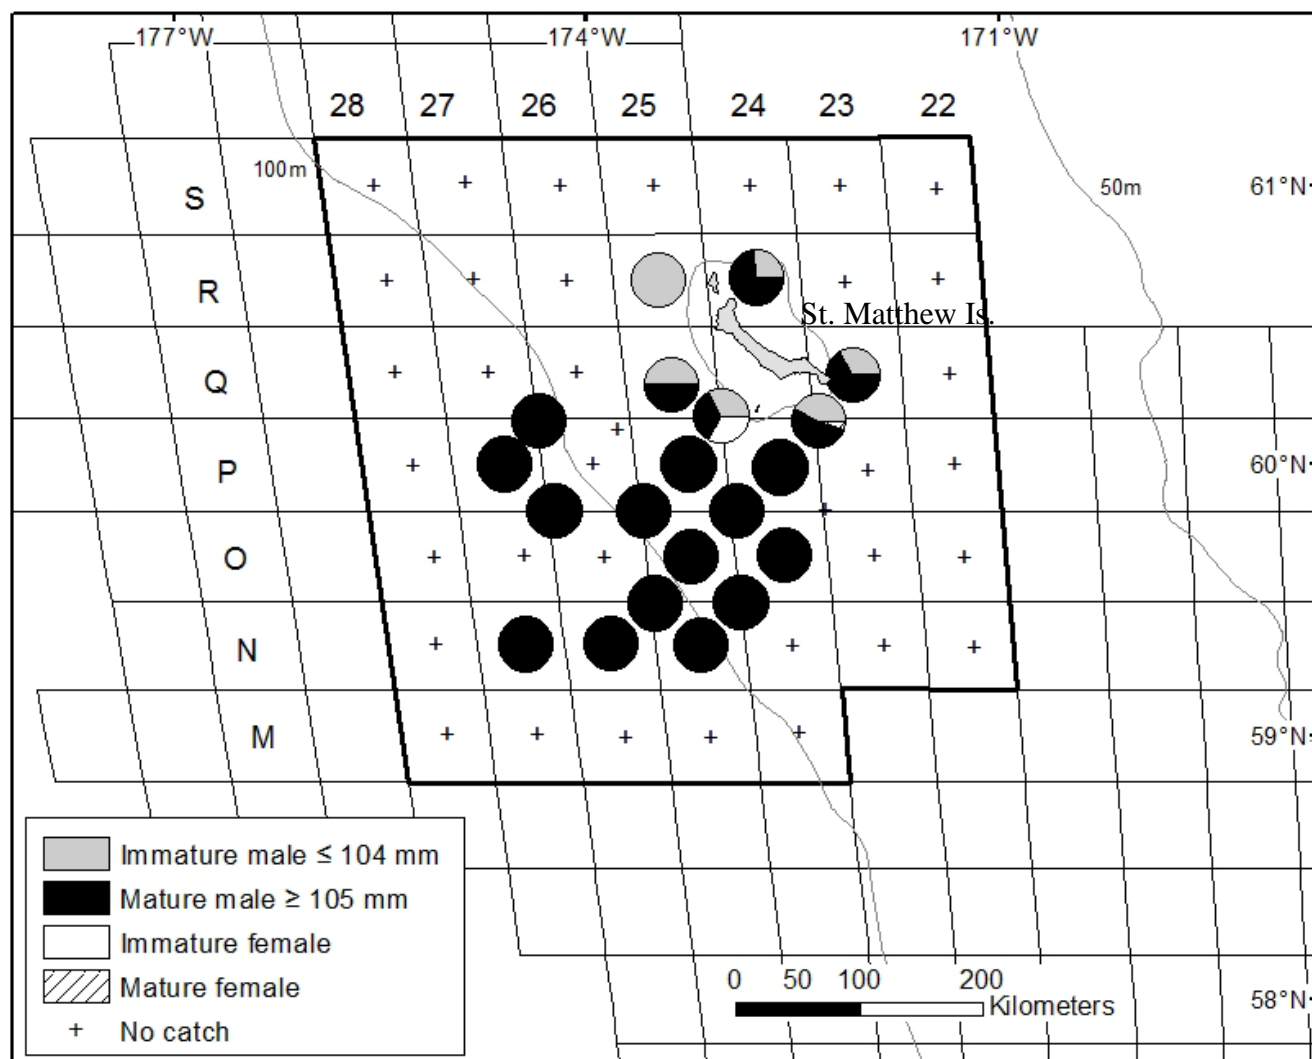 177°W 174°W 171°W
28 27 26 25 24 23 22
100m
50m
S 61°N
R
St. Matthew Is.
Q
P 60°N
O
N
M 59°N
Immature male ≤ 104 mm
Mature male ≥ 105 mm
Immature female
Mature female
+ No catch
0 50 100 200
Kilometers
58°N